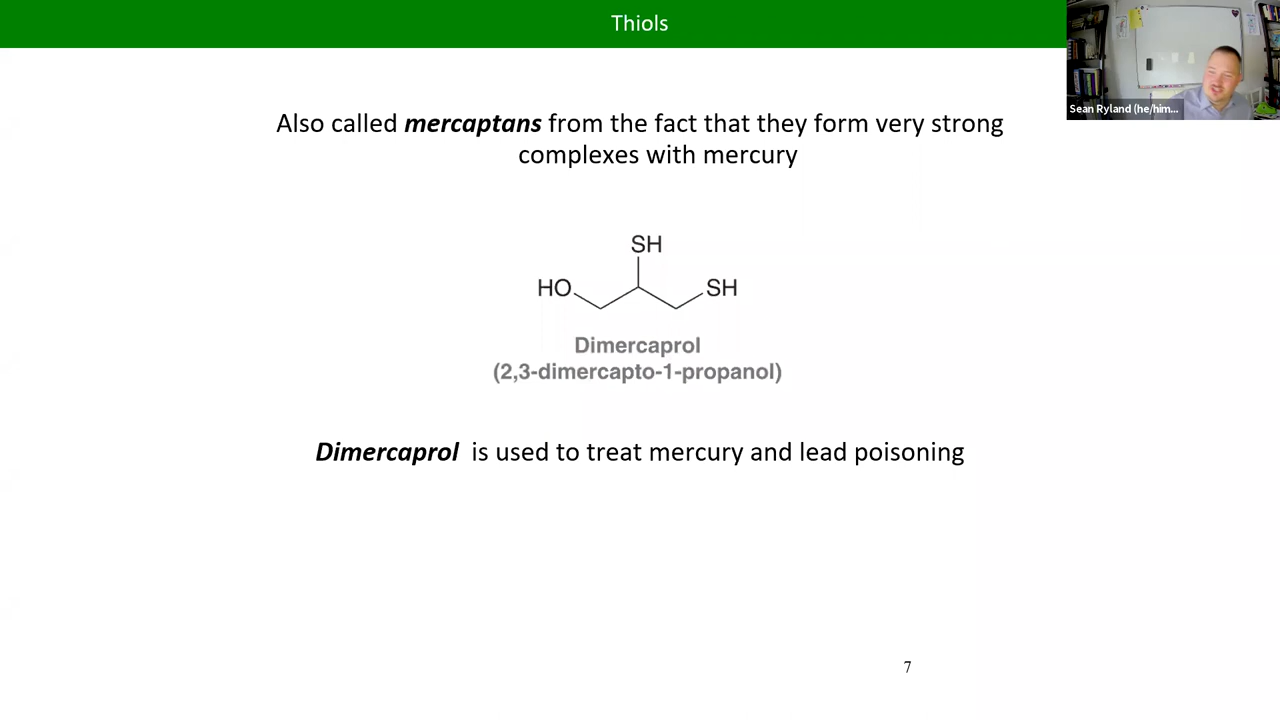 Thiols
Sean Ryland (he/him...
Also called mercaptans from the fact that they form very strong
complexes with mercury
SH
HO
SH
Dimercaprol
(2,3-dimercapto-1-propanol)
Dimercaprol is used to treat mercury and lead poisoning
7